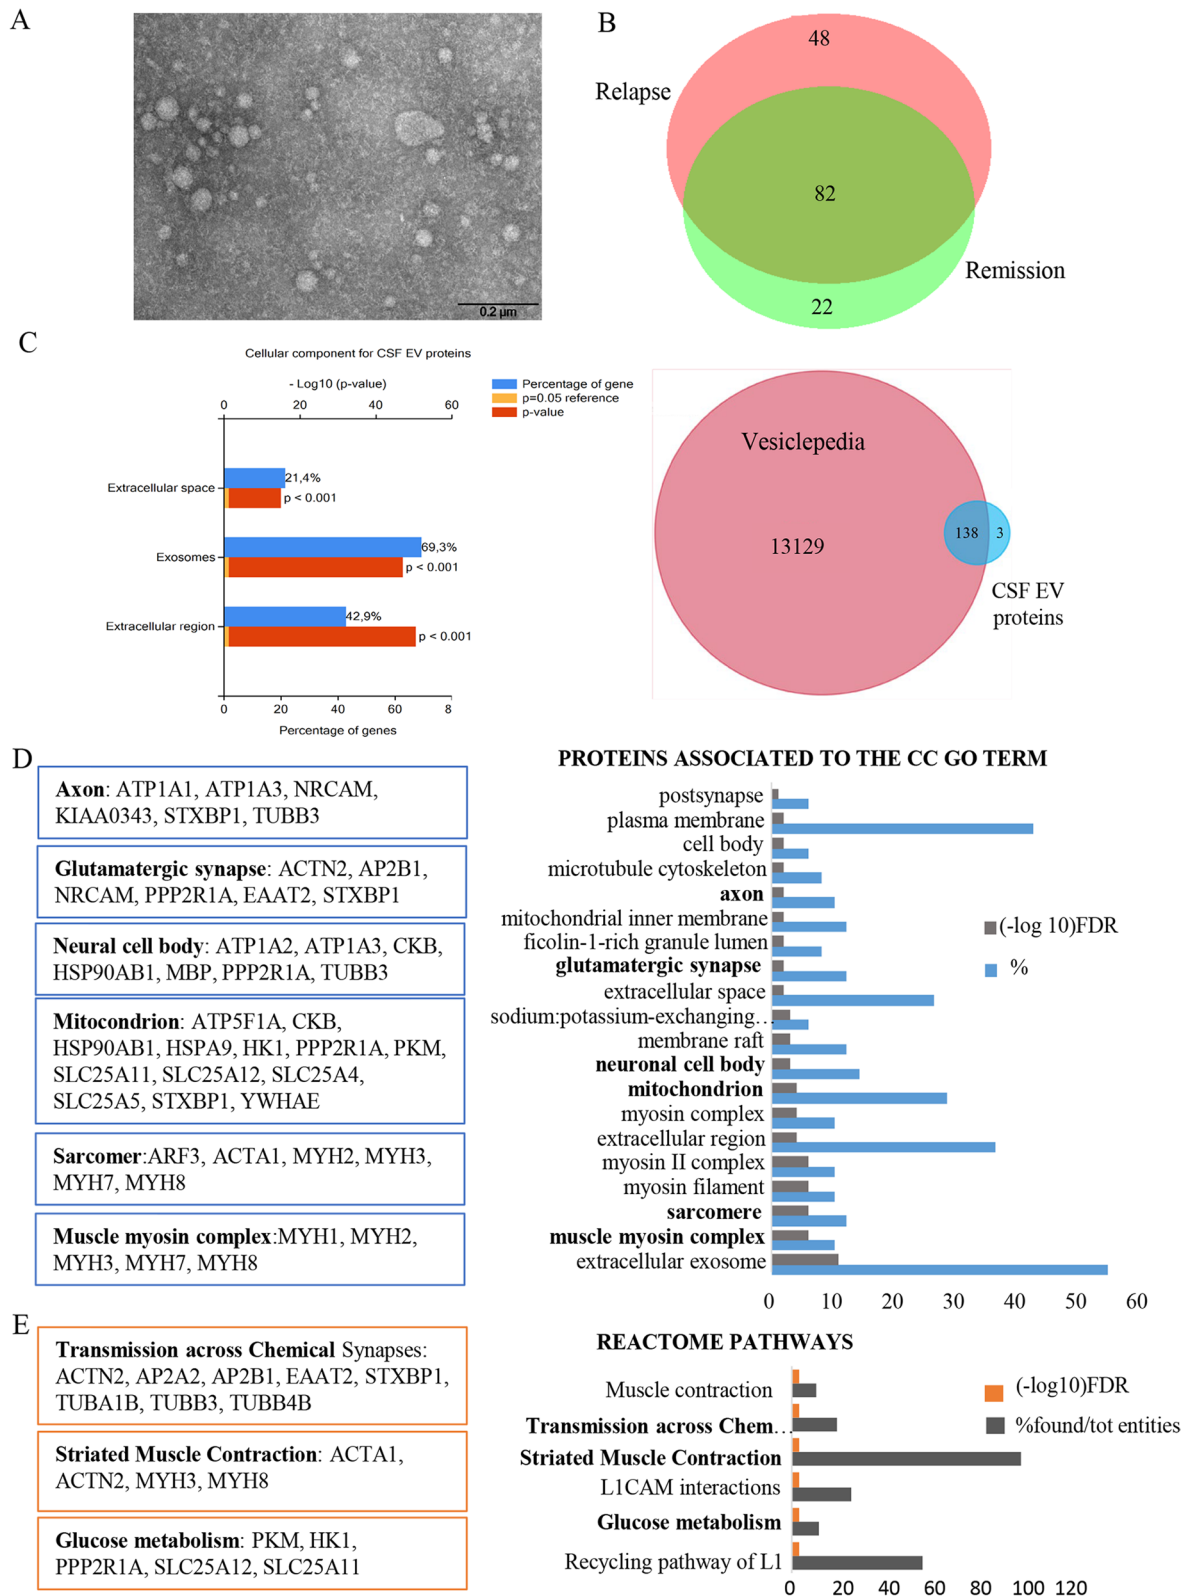 A
0.2 µm
B
48
Relapse
82
Remission
22
C
Cellular component for CSF EV proteins
- Log10 (p-value)
0 20 40 60
Percentage of gene
p=0.05 reference
p-value
Extracellular space
21,4%
p < 0.001
Exosomes
69,3%
p < 0.001
Extracellular region
42,9%
p < 0.001
0 20 40 60 8
Percentage of genes
Vesiclepedia
13129
138
3
CSF EV
proteins
D
Axon: ATP1A1, ATP1A3, NRCAM,
KIAA0343, STXBP1, TUBB3
Glutamatergic synapse: ACTN2, AP2B1,
NRCAM, PPP2R1A, EAAT2, STXBP1
Neural cell body: ATP1A2, ATP1A3, CKB,
HSP90AB1, MBP, PPP2R1A, TUBB3
Mitocondrion: ATP5F1A, CKB,
HSP90AB1, HSPA9, HK1, PPP2R1A, PKM,
SLC25A11, SLC25A12, SLC25A4,
SLC25A5, STXBP1, YWHAE
Sarcomer:ARF3, ACTA1, MYH2, MYH3,
MYH7, MYH8
Muscle myosin complex:MYH1, MYH2,
MYH3, MYH7, MYH8
PROTEINS ASSOCIATED TO THE CC GO TERM
postsynapse
plasma membrane
cell body
microtubule cytoskeleton
axon
mitochondrial inner membrane
ficolin-1-rich granule lumen
glutamatergic synapse
extracellular space
sodium:potassium-exchanging…
membrane raft
neuronal cell body
mitochondrion
myosin complex
extracellular region
myosin II complex
myosin filament
sarcomere
muscle myosin complex
extracellular exosome
(-log 10)FDR
%
0 10 20 30 40 50 60
E
Transmission across Chemical Synapses:
ACTN2, AP2A2, AP2B1, EAAT2, STXBP1,
TUBA1B, TUBB3, TUBB4B
Striated Muscle Contraction: ACTA1,
ACTN2, MYH3, MYH8
Glucose metabolism: PKM, HK1,
PPP2R1A, SLC25A12, SLC25A11
REACTOME PATHWAYS
Muscle contraction
Transmission across Chem…
Striated Muscle Contraction
L1CAM interactions
Glucose metabolism
Recycling pathway of L1
(-log10)FDR
%found/tot entities
0 20 40 60 80 100 120